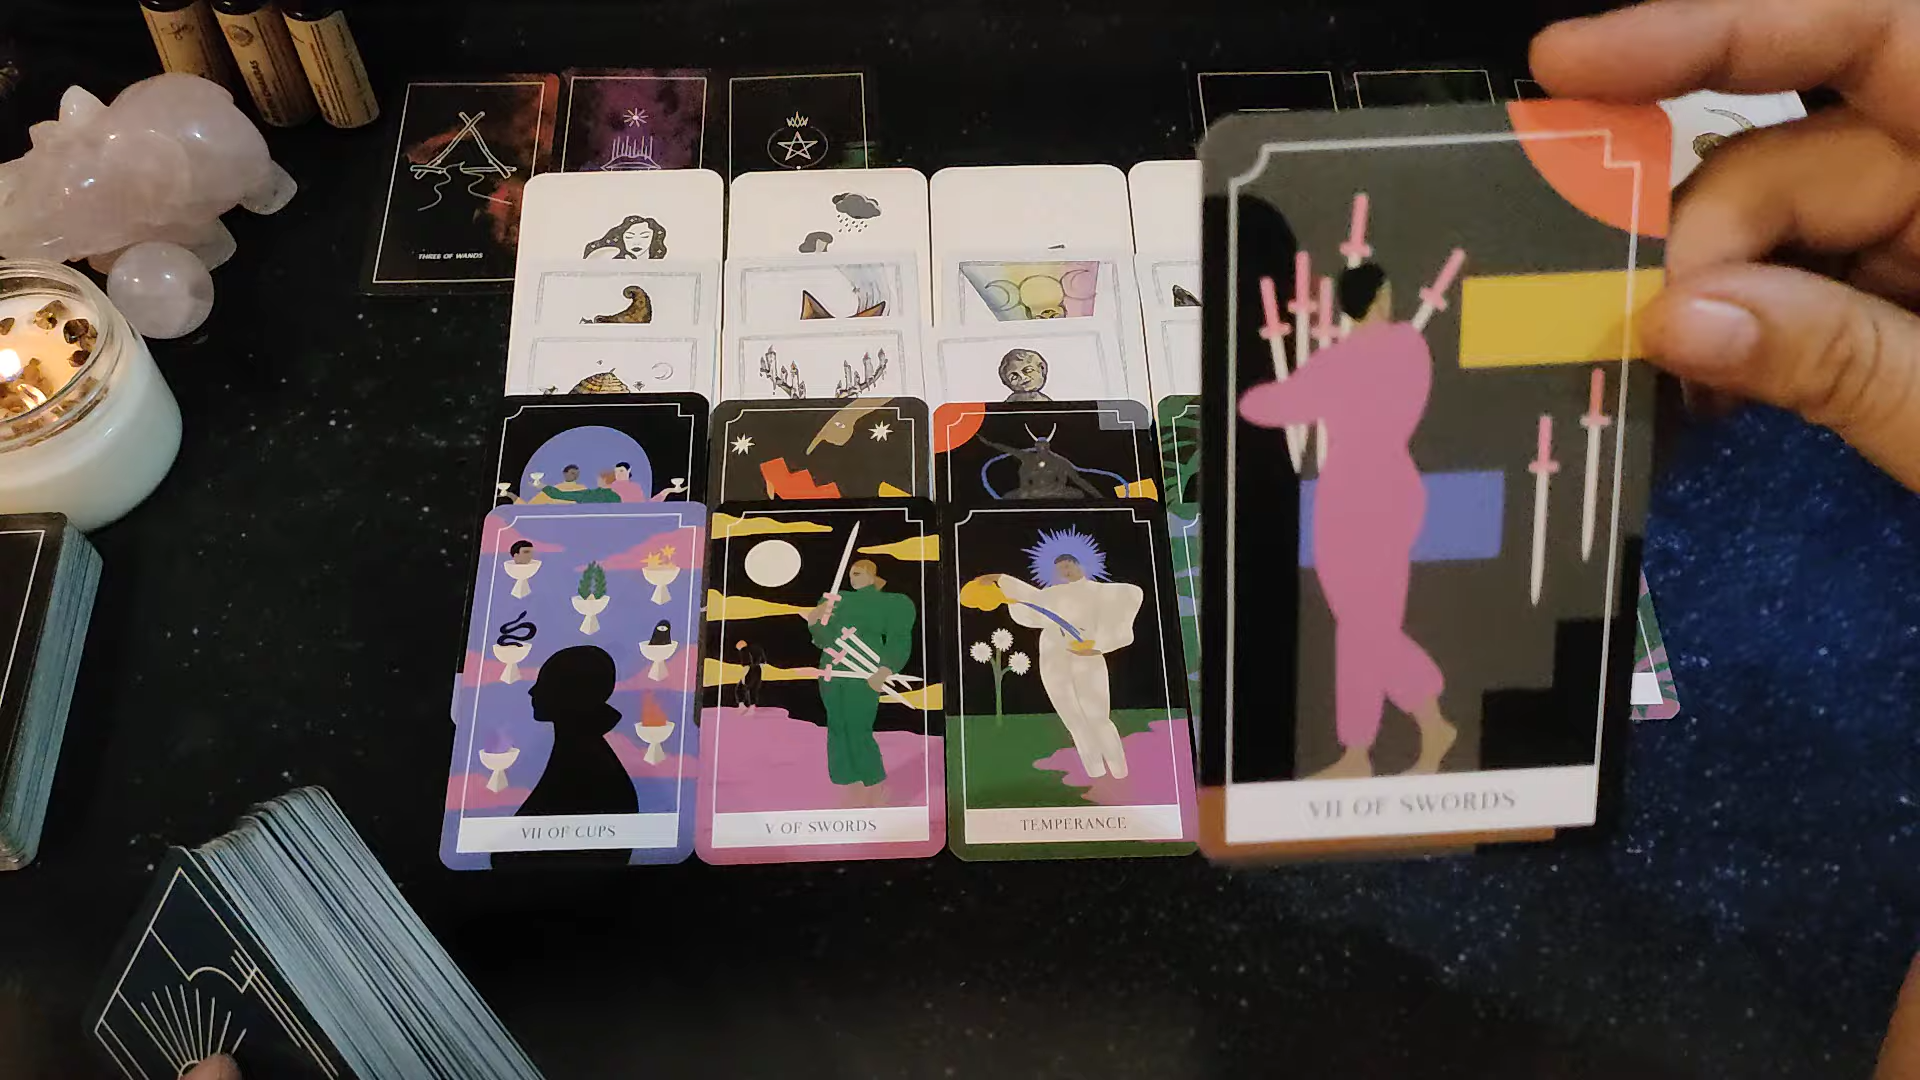 THREE OF WANDS
VII OF CUPS
V OF SWORDS
TEMPERANCE
VII OF SWORDS